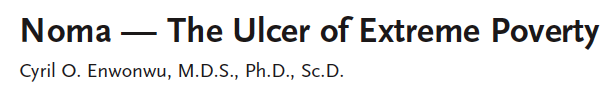 Noma — The Ulcer of Extreme Poverty
Cyril O. Enwonwu, M.D.S., Ph.D., Sc.D.